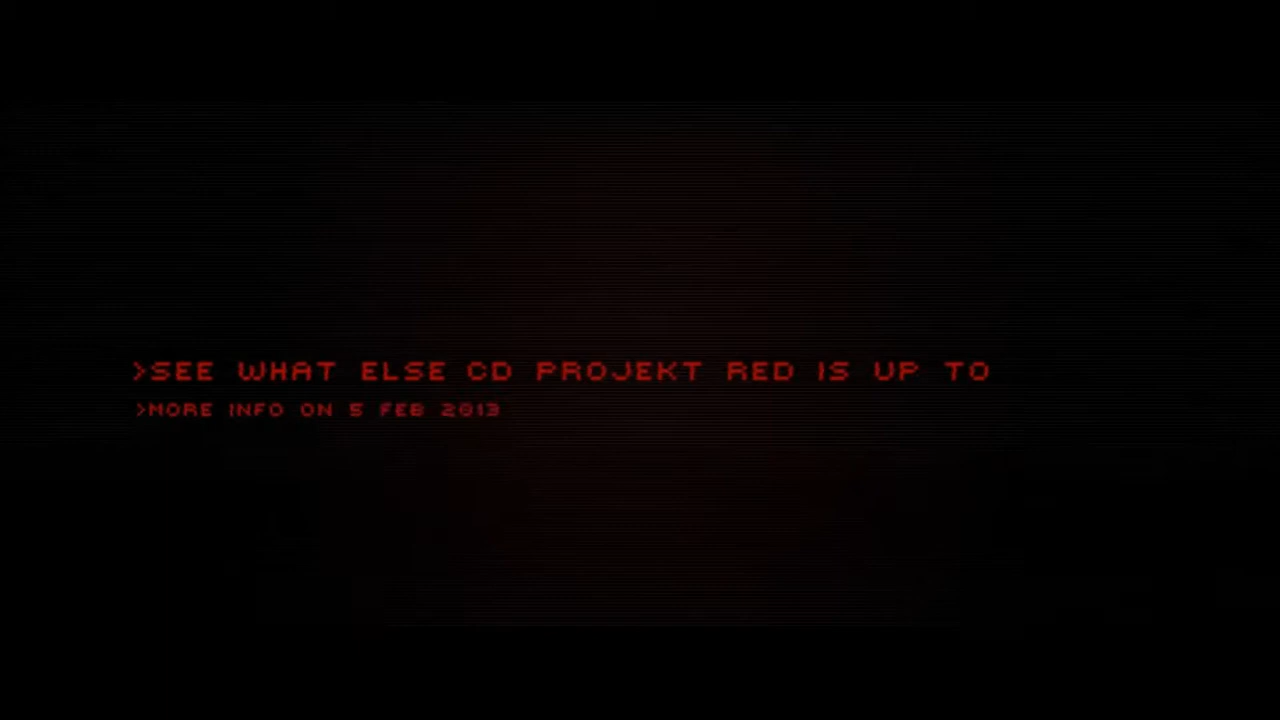 >SEE WHAT ELSE CD PROJEKT RED IS UP TO
>MORE INFO ON 5 FEB 2013